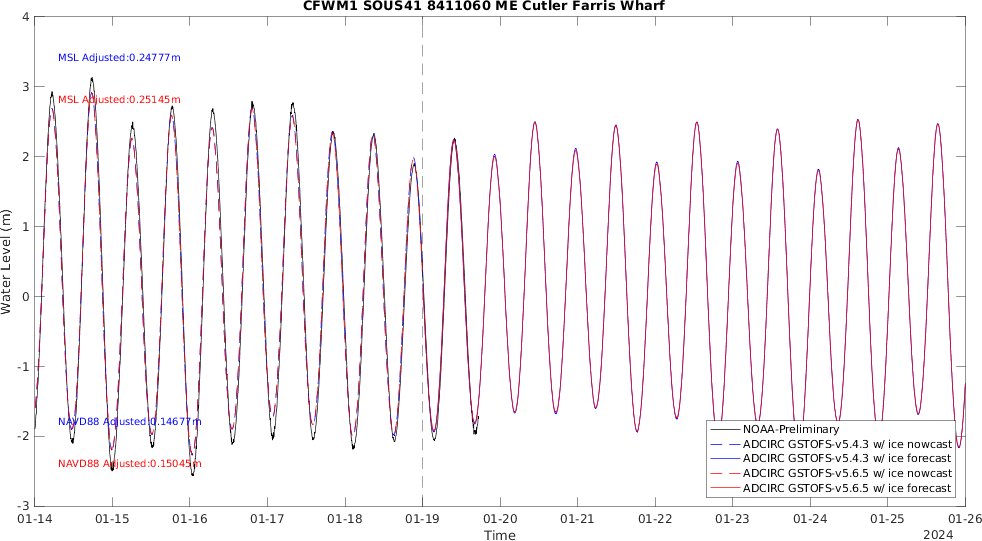 CFWM1 SOUS41 8411060 ME Cutler Farris Wharf
4
MSL Adjusted:0.24777m
3
MSL Adjusted:0.25145m
2
1
Water Level (m)
0
-1
NAVD88 Adjusted:0.14677m
-2
NAVD88 Adjusted:0.15045m
-3
NOAA-Preliminary
ADCIRC GSTOFS-v5.4.3 w/ ice nowcast
ADCIRC GSTOFS-v5.4.3 w/ ice forecast
ADCIRC GSTOFS-v5.6.5 w/ ice nowcast
ADCIRC GSTOFS-v5.6.5 w/ ice forecast
01-14 01-15 01-16 01-17 01-18 01-19 01-20 01-21 01-22 01-23 01-24 01-25 01-26
Time
2024